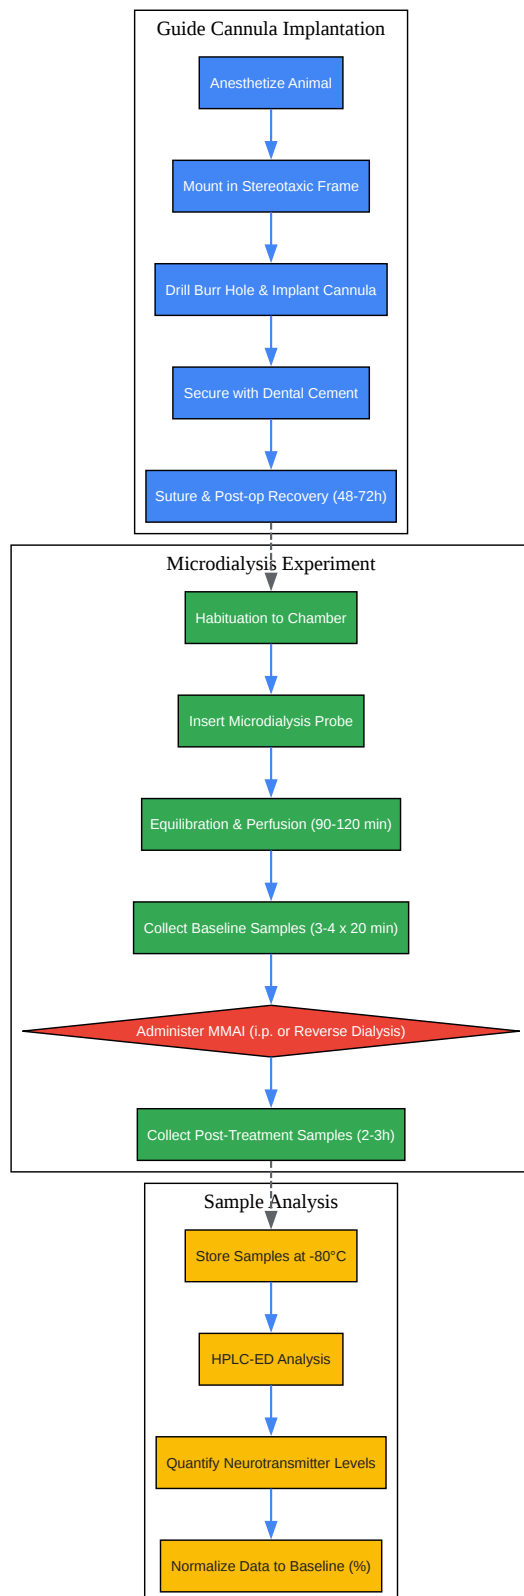 Guide Cannula Implantation
Anesthetize Animal
Mount in Stereotaxic Frame
Drill Burr Hole & Implant Cannula
Secure with Dental Cement
Suture & Post-op Recovery (48-72h)
Microdialysis Experiment
Habituation to Chamber
Insert Microdialysis Probe
Equilibration & Perfusion (90-120 min)
Collect Baseline Samples (3-4 x 20 min)
Administer MMAI (i.p. or Reverse Dialysis)
Collect Post-Treatment Samples (2-3h)
Sample Analysis
Store Samples at -80°C
HPLC-ED Analysis
Quantify Neurotransmitter Levels
Normalize Data to Baseline (%)